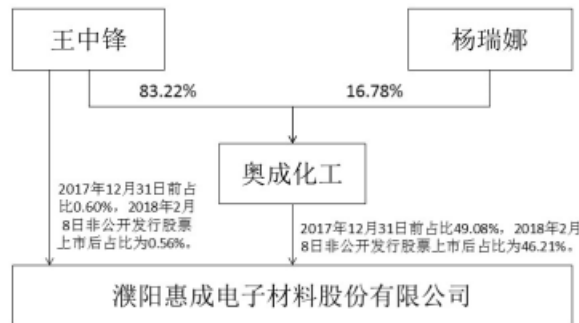 王中锋
杨瑞娜
83.22%
16.78%
奥成化工
2017年12月31日前占
比0.60%，2018年2月
8日非公开发行股票
上市后占比为0.56%。
2017年12月31日前占比49.08%，2018年2月
8日非公开发行股票上市后占比为46.21%。
濮阳惠成电子材料股份有限公司